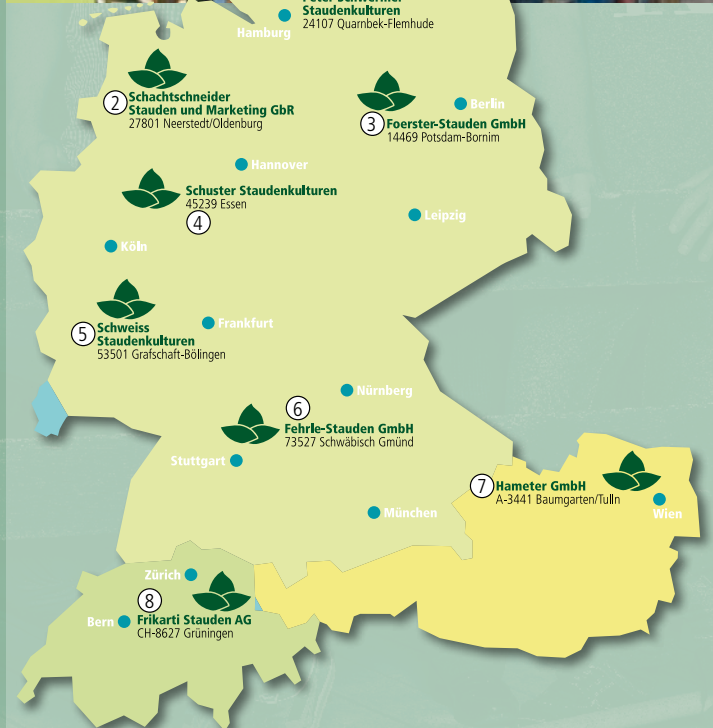 Staudenkulturen
24107 Quarnbek-Flemhude
Hamburg
2
Schachtschneider
Stauden und Marketing GbR
27801 Neerstedt/Oldenburg
Berlin
3
Foerster-Stauden GmbH
14469 Potsdam-Bornim
Hannover
Schuster Staudenkulturen
45239 Essen
4
Leipzig
Köln
5
Schweiss
Staudenkulturen
53501 Grafschaft-Bölingen
Frankfurt
Nürnberg
6
Fehrle-Stauden GmbH
73527 Schwäbisch Gmünd
Stuttgart
7
Hameter GmbH
A-3441 Baumgarten/Tulln
Wien
München
Zürich
8
Bern
Frikarti Stauden AG
CH-8627 Grüningen